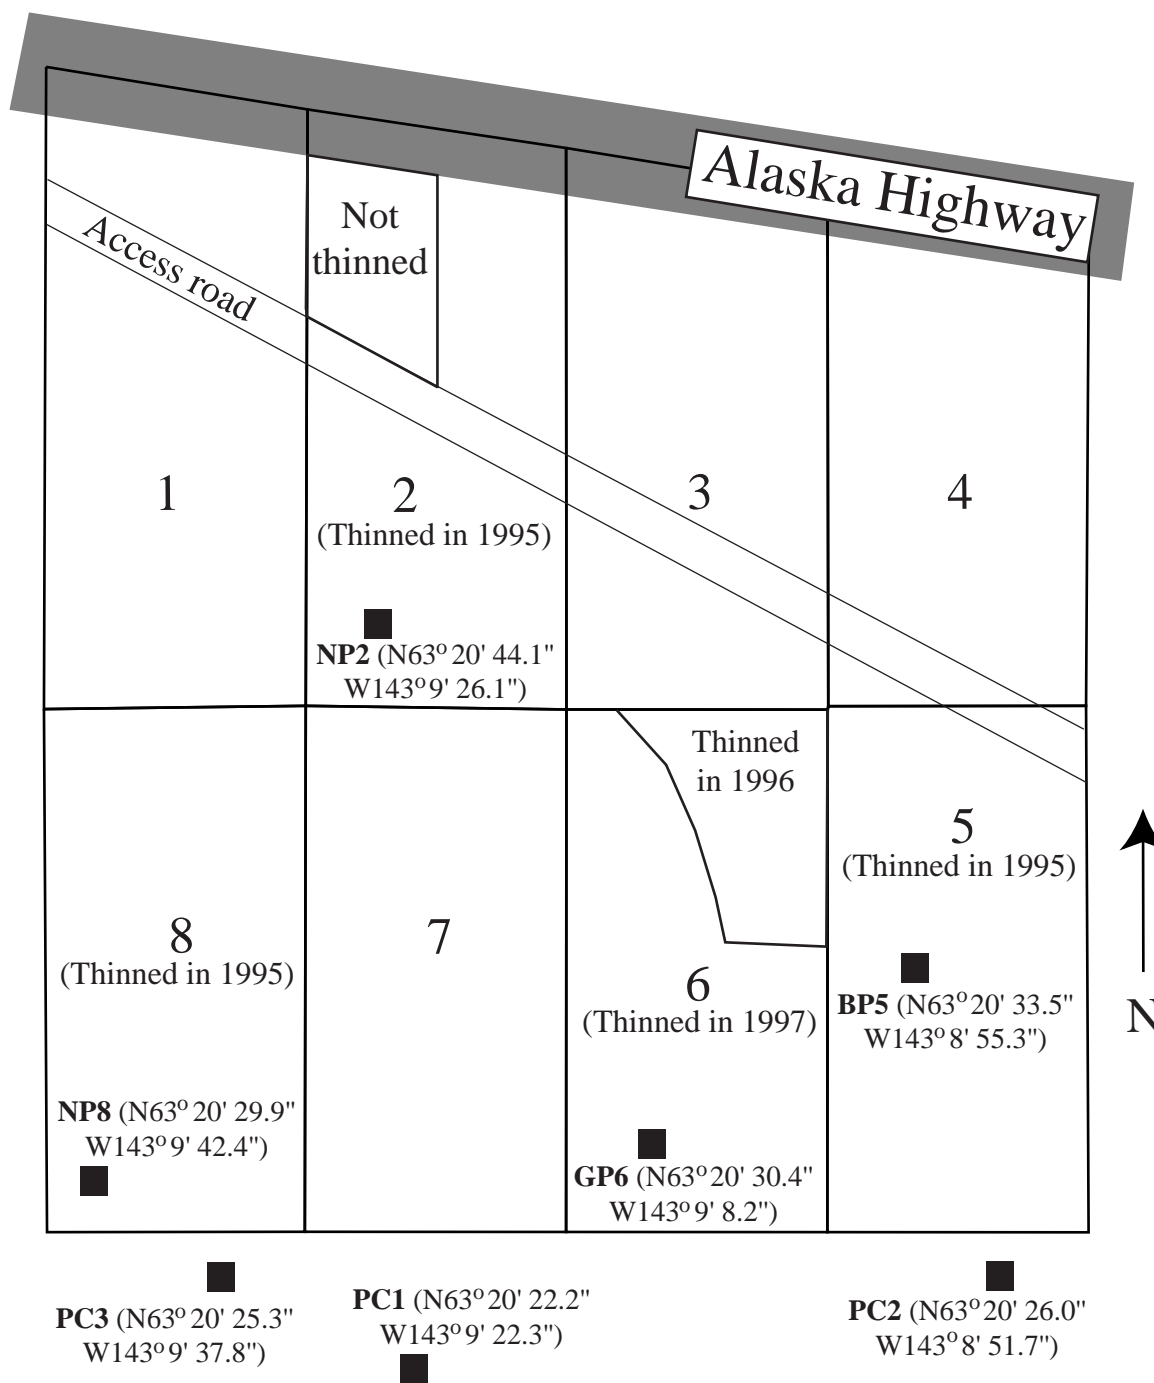 Alaska Highway
Not
thinned
Access road
1
2
(Thinned in 1995)
3
4
NP2 (N63° 20' 44.1"
W143° 9' 26.1")
Thinned
in 1996
5
(Thinned in 1995)
8
(Thinned in 1995)
7
6
(Thinned in 1997)
BP5 (N63° 20' 33.5"
W143° 8' 55.3")
N
NP8 (N63° 20' 29.9"
W143° 9' 42.4")
GP6 (N63° 20' 30.4"
W143° 9' 8.2")
PC3 (N63° 20' 25.3"
W143° 9' 37.8")
PC1 (N63° 20' 22.2"
W143° 9' 22.3")
PC2 (N63° 20' 26.0"
W143° 8' 51.7")